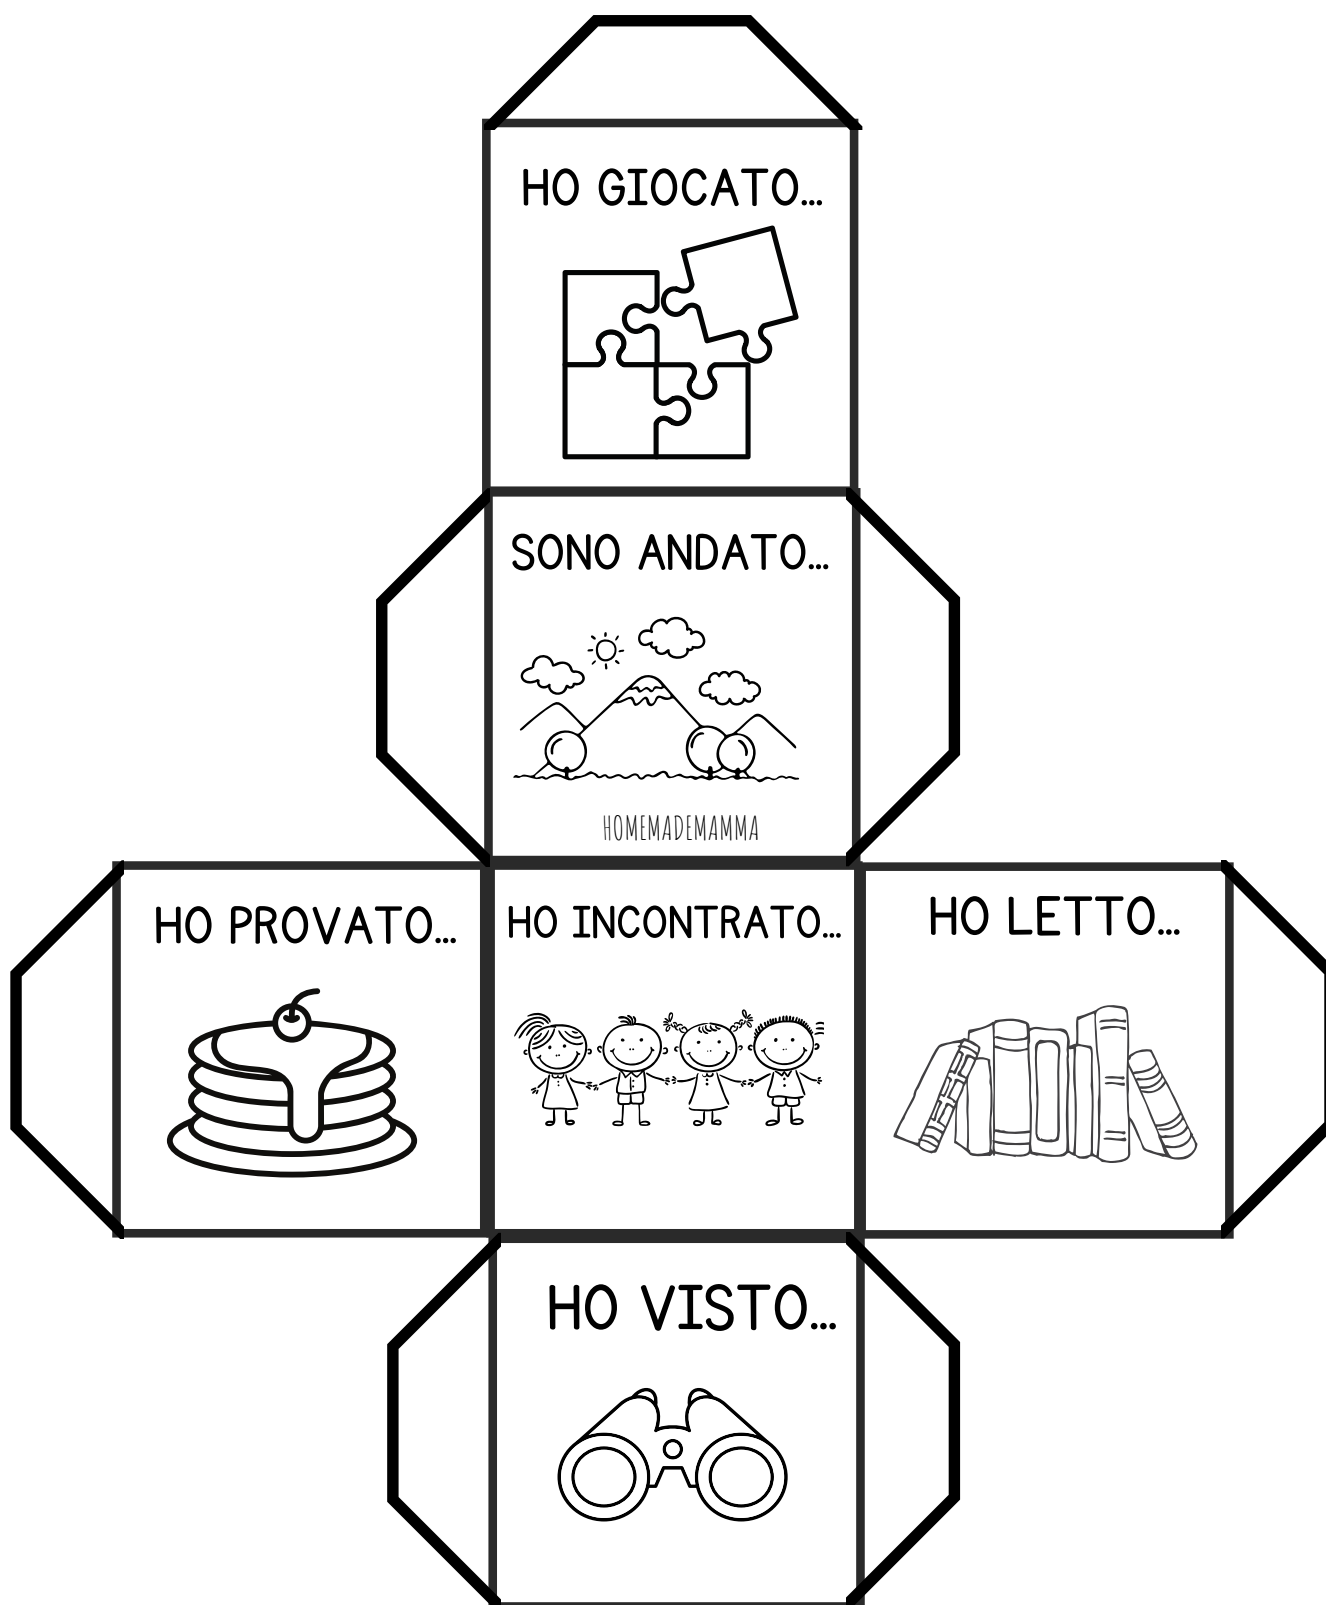 HO GIOCATO...
SONO ANDATO...
HOMEMADEMAMMA
HO PROVATO...
HO INCONTRATO...
HO LETTO...
HO VISTO...